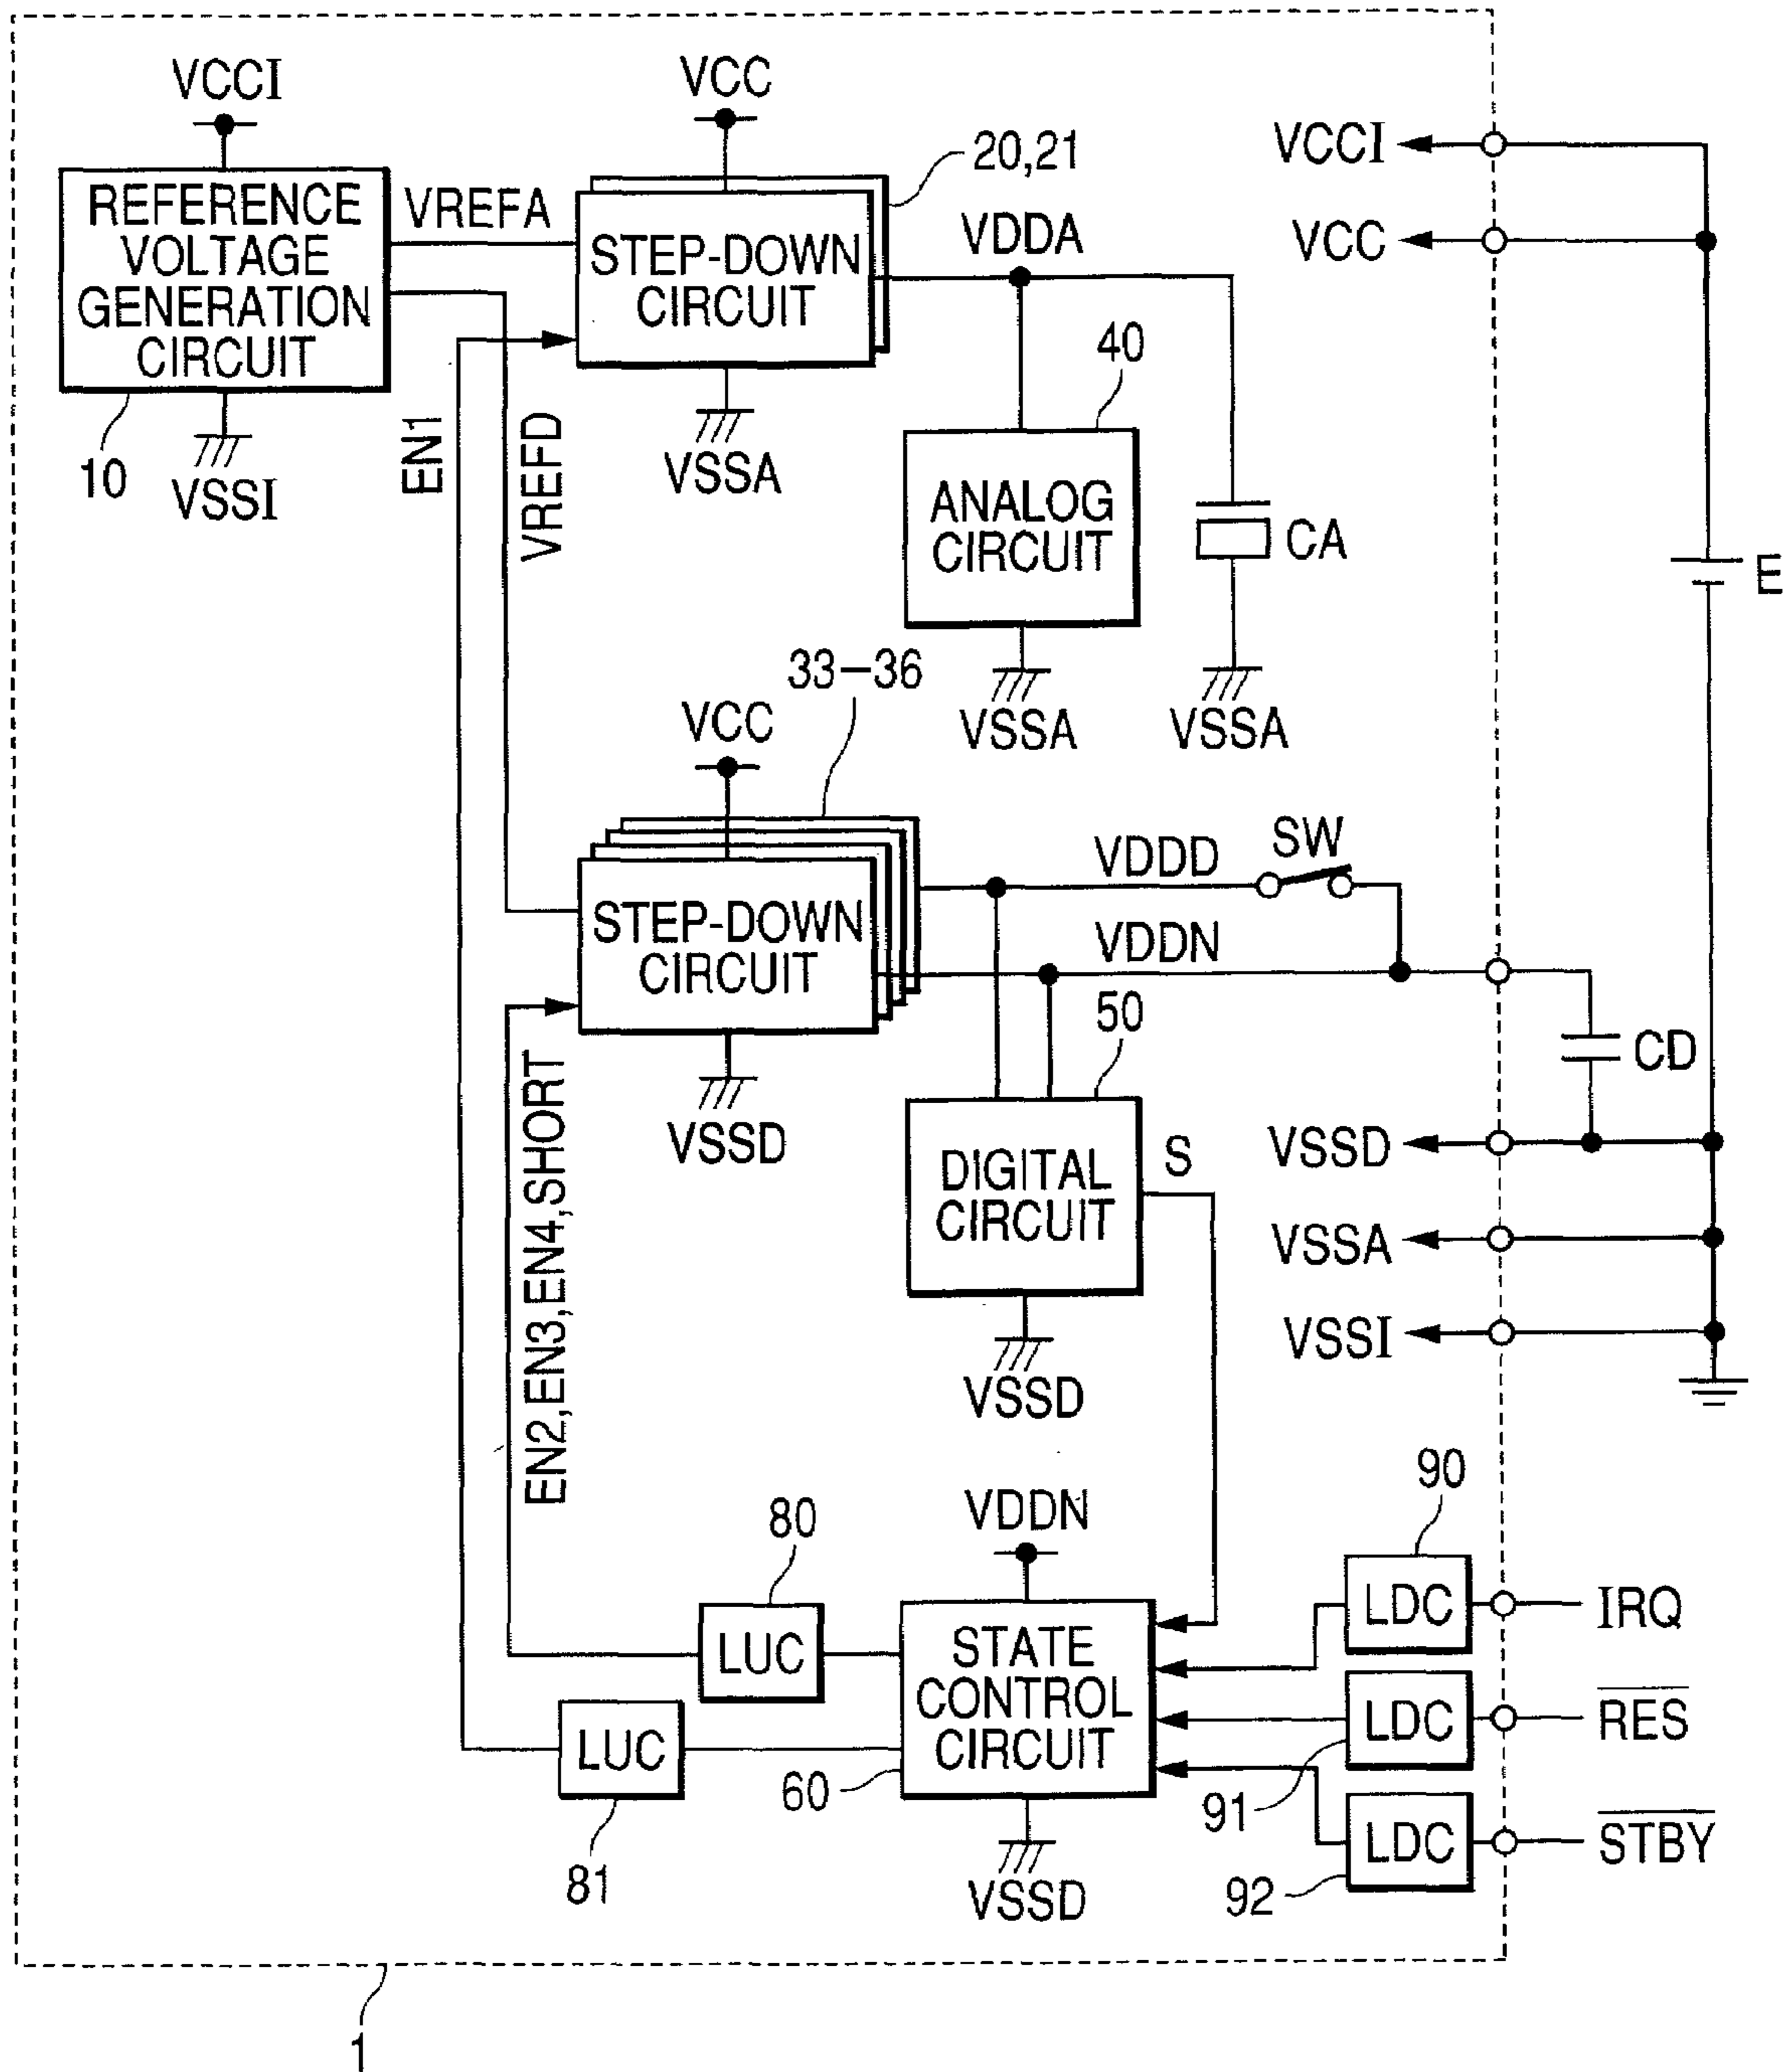 VCCI
VCC
20,21
VCCI
REFERENCE
VOLTAGE
GENERATION
CIRCUIT
VREFA
STEP-DOWN
CIRCUIT
VDDA
VCC
40
10
VSSI
EN1
VREFD
VSSA
ANALOG
CIRCUIT
CA
E
33-36
VSSA
VSSA
VCC
STEP-DOWN
CIRCUIT
VDDD
SW
VDDN
50
CD
EN2,EN3,EN4,SHORT
VSSD
DIGITAL
CIRCUIT
S
VSSD
VSSA
VSSI
VSSD
90
VDDN
80
LDC
IRQ
LUC
STATE
CONTROL
CIRCUIT
LDC
RES
LUC
60
91
81
LDC
STBY
92
VSSD
1